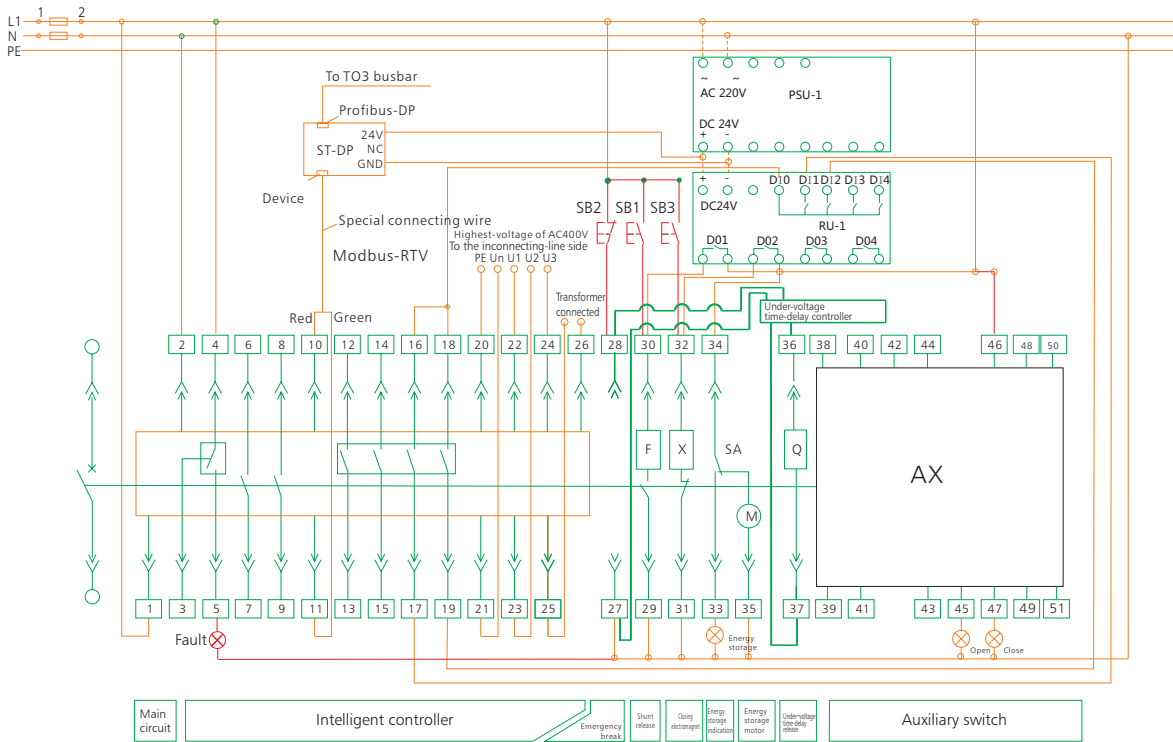 L1 1 2
N
PE
To TO3 busbar
Profibus-DP
24V
ST-DP NC
GND
Device
Special connecting wire
Modbus-RTV
Red Green
Highest-voltage of AC400V
To the inconnecting-line side
PE Un U1 U2 U3
Transformer
connected
SB2 SB1 SB3
~ ~
AC 220V PSU-1
DC 24V
+ -
+ - DI0 DI1 DI2 DI3 DI4
DC24V
RU-1
D01 D02 D03 D04
Under-voltage
time-delay controller
2 4 6 8 10 12 14 16 18 20 22 24 26 28 30 32 34 36 38 40 42 44 46 48 50
F X SA Q
M
AX
1 3 5 7 9 11 13 15 17 19 21 23 25 27 29 31 33 35 37 39 41 43 45 47 49 51
Fault
Energy
storage
Open Close
Main
circuit
Intelligent controller
Emergency
break
Shunt
release
Closing
electromagnet
Energy
storage
indication
Energy
storage
motor
Under-voltage
time-delay
release
Auxiliary switch